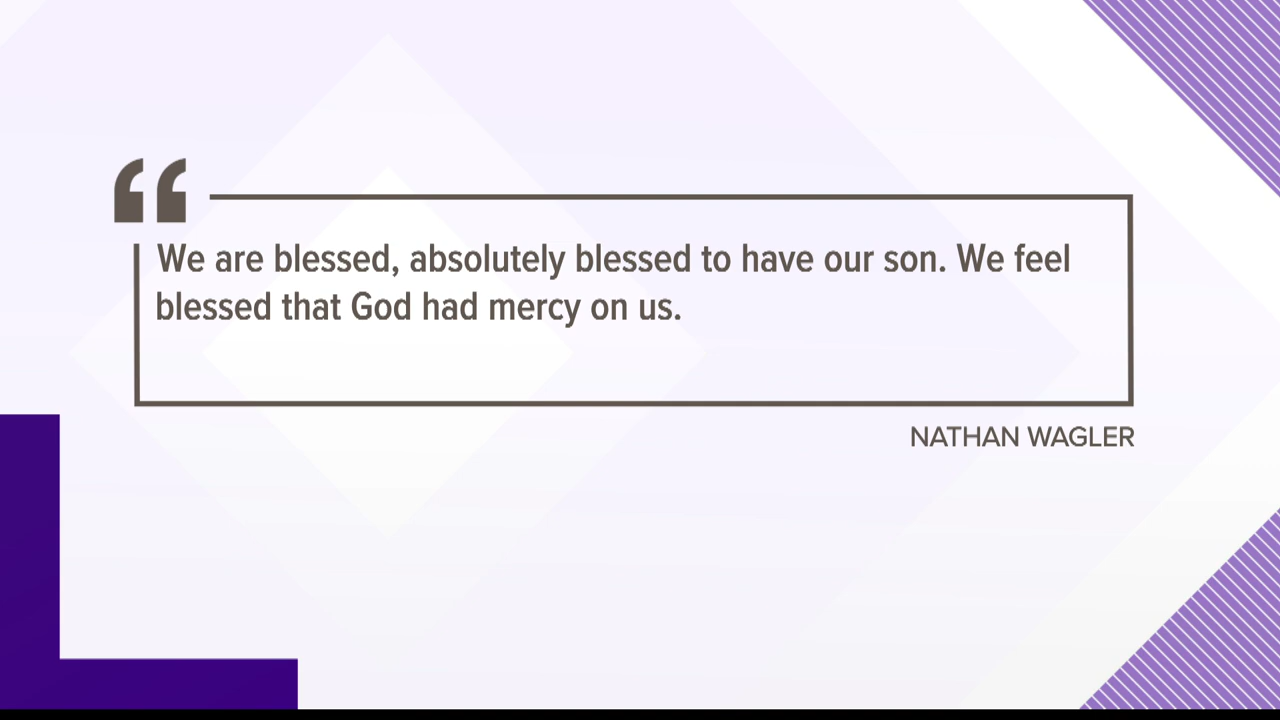 “
We are blessed, absolutely blessed to have our son. We feel
blessed that God had mercy on us.
NATHAN WAGLER